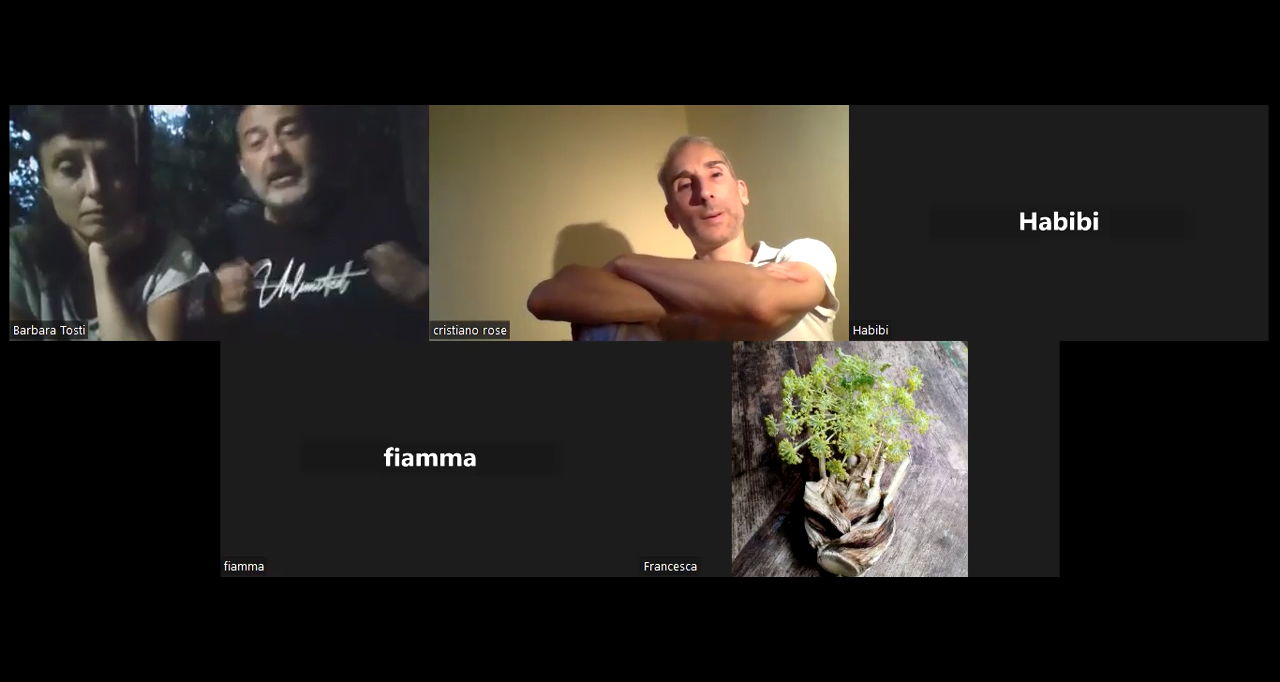 Unlimited
Barbara Tosti
cristiano rose
Habibi
Habibi
fiamma
fiamma
Francesca